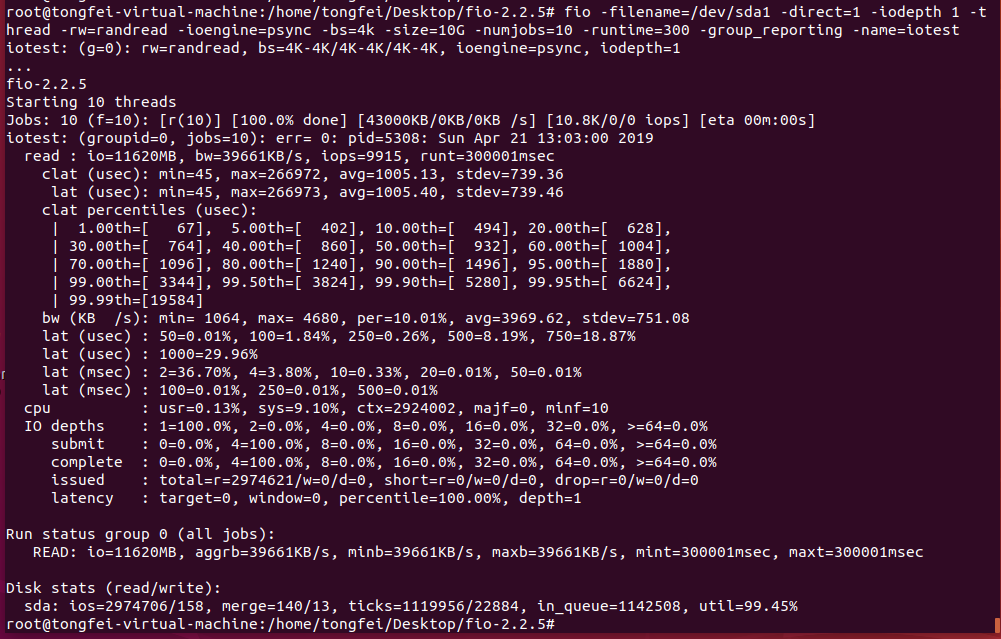 root@tongfei-virtual-machine:/home/tongfei/Desktop/fio-2.2.5# fio -filename=/dev/sda1 -direct=1 -iodepth 1 -t
hread -rw=randread -ioengine=psync -bs=4k -size=10G -numjobs=10 -runtime=300 -group_reporting -name=iotest
iotest: (g=0): rw=randread, bs=4K-4K/4K-4K/4K-4K, ioengine=psync, iodepth=1
...
fio-2.2.5
Starting 10 threads
Jobs: 10 (f=10): [r(10)] [100.0% done] [43000KB/0KB/0KB /s] [10.8K/0/0 iops] [eta 00m:00s]
iotest: (groupid=0, jobs=10): err= 0: pid=5308: Sun Apr 21 13:03:00 2019
  read : io=11620MB, bw=39661KB/s, iops=9915, runt=300001msec
    clat (usec): min=45, max=266972, avg=1005.13, stdev=739.36
     lat (usec): min=45, max=266973, avg=1005.40, stdev=739.46
    clat percentiles (usec):
     |  1.00th=[   67],  5.00th=[  402], 10.00th=[  494], 20.00th=[  628],
     | 30.00th=[  764], 40.00th=[  860], 50.00th=[  932], 60.00th=[ 1004],
     | 70.00th=[ 1096], 80.00th=[ 1240], 90.00th=[ 1496], 95.00th=[ 1880],
     | 99.00th=[ 3344], 99.50th=[ 3824], 99.90th=[ 5280], 99.95th=[ 6624],
     | 99.99th=[19584]
    bw (KB  /s): min= 1064, max= 4680, per=10.01%, avg=3969.62, stdev=751.08
    lat (usec) : 50=0.01%, 100=1.84%, 250=0.26%, 500=8.19%, 750=18.87%
    lat (usec) : 1000=29.96%
    lat (msec) : 2=36.70%, 4=3.80%, 10=0.33%, 20=0.01%, 50=0.01%
    lat (msec) : 100=0.01%, 250=0.01%, 500=0.01%
  cpu          : usr=0.13%, sys=9.10%, ctx=2924002, majf=0, minf=10
  IO depths    : 1=100.0%, 2=0.0%, 4=0.0%, 8=0.0%, 16=0.0%, 32=0.0%, >=64=0.0%
     submit    : 0=0.0%, 4=100.0%, 8=0.0%, 16=0.0%, 32=0.0%, 64=0.0%, >=64=0.0%
     complete  : 0=0.0%, 4=100.0%, 8=0.0%, 16=0.0%, 32=0.0%, 64=0.0%, >=64=0.0%
     issued    : total=r=2974621/w=0/d=0, short=r=0/w=0/d=0, drop=r=0/w=0/d=0
     latency   : target=0, window=0, percentile=100.00%, depth=1

Run status group 0 (all jobs):
   READ: io=11620MB, aggrb=39661KB/s, minb=39661KB/s, maxb=39661KB/s, mint=300001msec, maxt=300001msec

Disk stats (read/write):
  sda: ios=2974706/158, merge=140/13, ticks=1119956/22884, in_queue=1142508, util=99.45%
root@tongfei-virtual-machine:/home/tongfei/Desktop/fio-2.2.5#